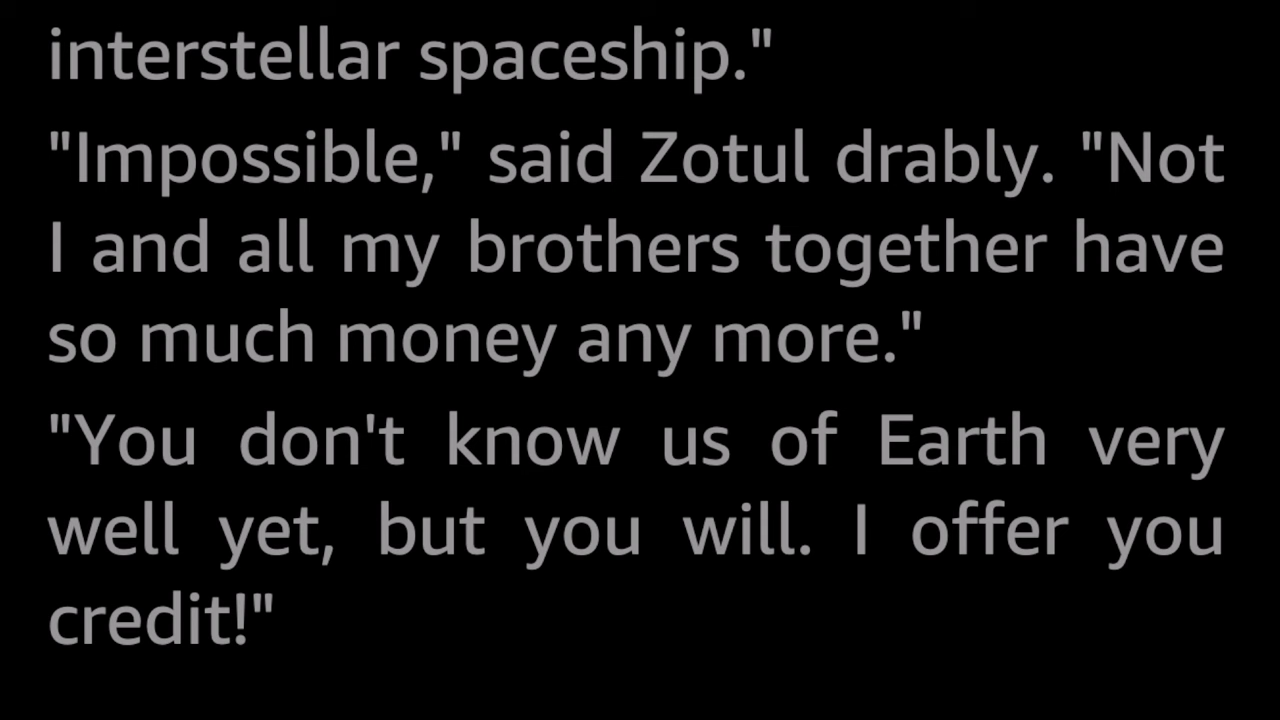 interstellar spaceship."
"Impossible," said Zotul drably. "Not
I and all my brothers together have
so much money any more."
"You don't know us of Earth very
well yet, but you will. I offer you
credit!"